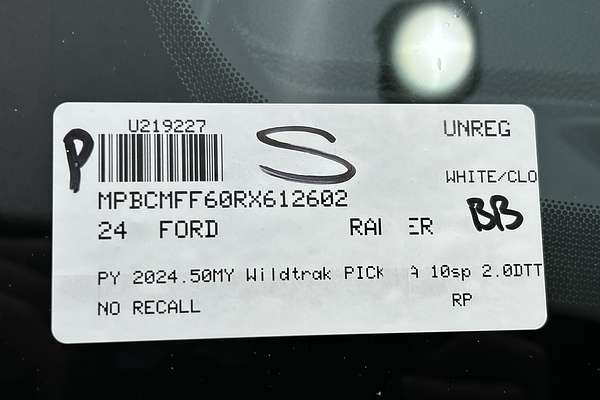 U219227 UNREG
P S
WHITE/CLO
MPBCMFF60RX612602 BB
24 FORD RAI ER
PY 2024.50MY Wildtrak PICK A 10sp 2.0DTT
NO RECALL RP